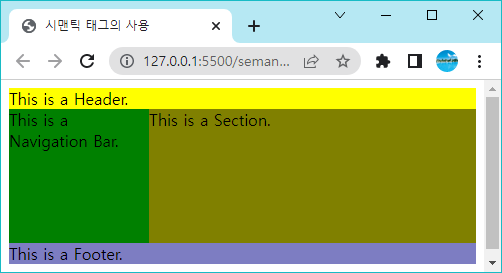 시맨틱 태그의 사용
127.0.0.1:5500/seman...
This is a Header.
This is a
Navigation Bar.
This is a Section.
This is a Footer.